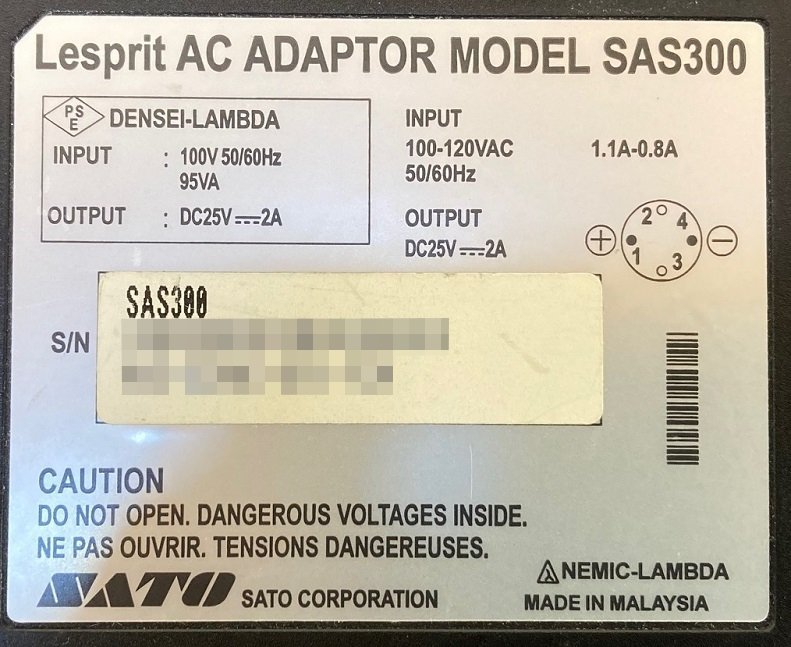 Lesprit AC ADAPTOR MODEL SAS300
PSE DENSEI-LAMBDA
INPUT : 100V 50/60Hz
95VA
OUTPUT : DC25V⎓2A
INPUT
100-120VAC 1.1A-0.8A
50/60Hz
OUTPUT
DC25V⎓2A
+ 1 2 3 4 -
SAS300
S/N
CAUTION
DO NOT OPEN. DANGEROUS VOLTAGES INSIDE.
NE PAS OUVRIR. TENSIONS DANGEREUSES.
SATO SATO CORPORATION
NEMIC-LAMBDA
MADE IN MALAYSIA